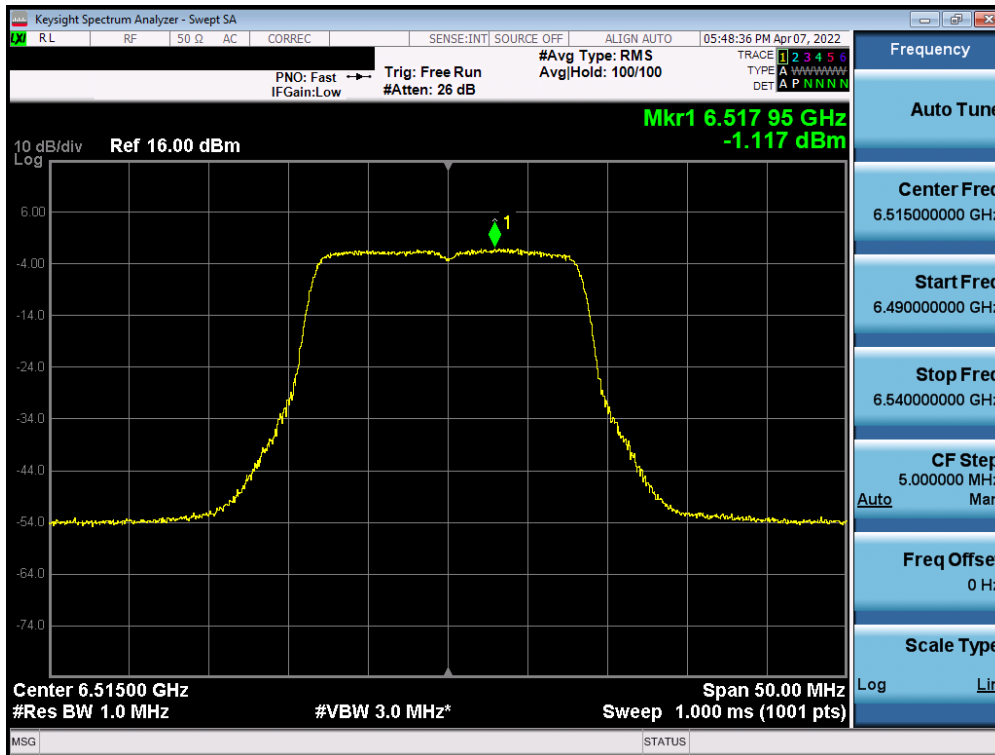 Keysight Spectrum Analyzer - Swept SA
LXI RL RF 50 Ω AC CORREC SENSE:INT SOURCE OFF ALIGN AUTO 05:48:36 PM Apr 07, 2022
#Avg Type: RMS TRACE 1 2 3 4 5 6
PNO: Fast Trig: Free Run Avg|Hold: 100/100 TYPE A WWWWW
IFGain:Low #Atten: 26 dB DET A P N N N N
Mkr1 6.517 95 GHz
-1.117 dBm
10 dB/div Ref 16.00 dBm
Log
6.00
1
-4.00
-14.0
-24.0
-34.0
-44.0
-54.0
-64.0
-74.0
Center 6.51500 GHz Span 50.00 MHz
#Res BW 1.0 MHz #VBW 3.0 MHz* Sweep 1.000 ms (1001 pts)
MSG STATUS
Frequency
Auto Tune
Center Freq
6.515000000 GHz
Start Freq
6.490000000 GHz
Stop Freq
6.540000000 GHz
CF Step
5.000000 MHz
Auto Man
Freq Offset
0 Hz
Scale Type
Log Lin